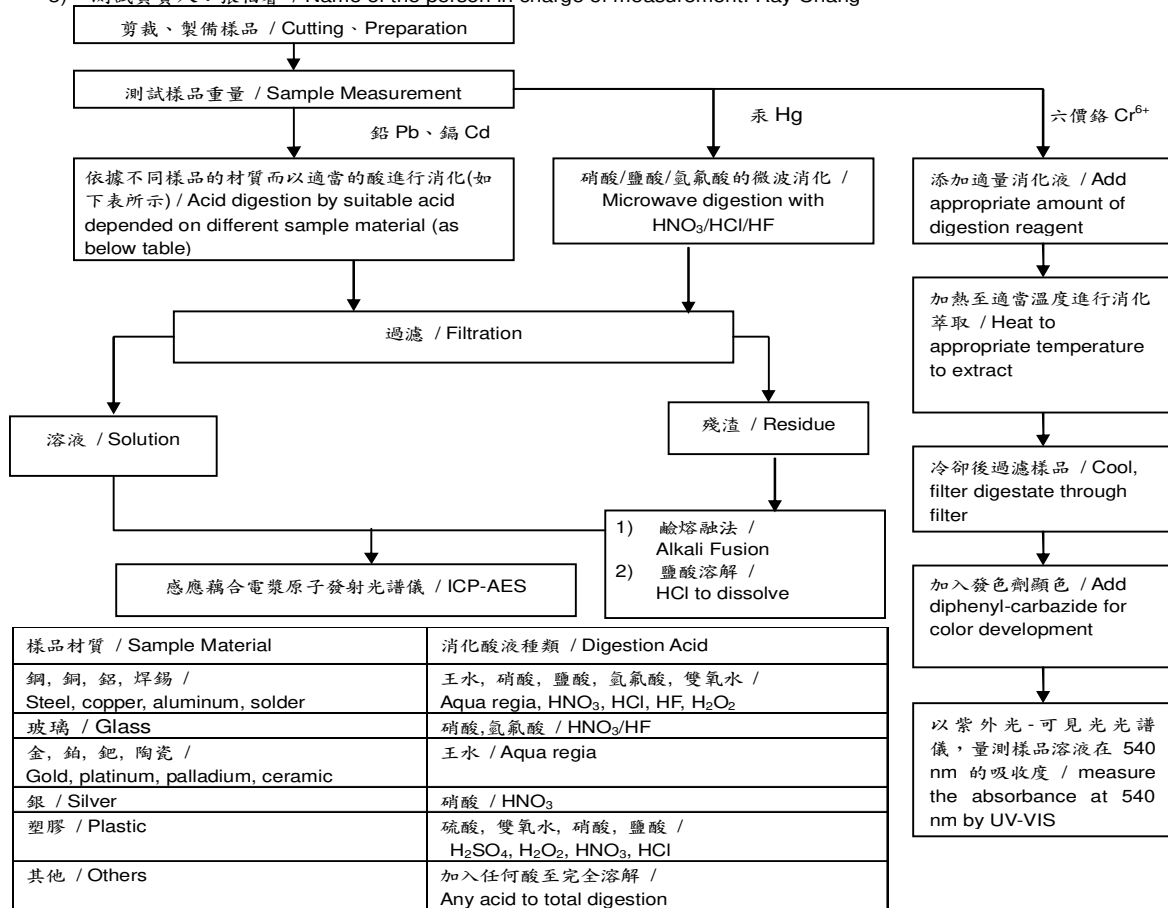 Name of the person in charge of measurement: Ray Chang
剪裁、製備樣品 / Cutting、Preparation
測試樣品重量 / Sample Measurement
鉛 Pb、鎘 Cd
汞 Hg
六價鉻 Cr⁶⁺
依據不同樣品的材質而以適當的酸進行消化(如
下表所示) / Acid digestion by suitable acid
depended on different sample material (as
below table)
硝酸/鹽酸/氫氟酸的微波消化 /
Microwave digestion with
HNO₃/HCl/HF
添加適量消化液 / Add
appropriate amount of
digestion reagent
過濾 / Filtration
加熱至適當溫度進行消化
萃取 / Heat to
appropriate temperature
to extract
溶液 / Solution
殘渣 / Residue
冷卻後過濾樣品 / Cool,
filter digestate through
filter
1) 鹼熔融法 /
Alkali Fusion
2) 鹽酸溶解 /
HCl to dissolve
感應藕合電漿原子發射光譜儀 / ICP-AES
加入發色劑顯色 / Add
diphenyl-carbazide for
color development
以紫外光-可見光光譜
儀，量測樣品溶液在 540
nm 的吸收度 / measure
the absorbance at 540
nm by UV-VIS
樣品材質 / Sample Material
消化酸液種類 / Digestion Acid
鋼, 銅, 鋁, 焊錫 /
Steel, copper, aluminum, solder
王水, 硝酸, 鹽酸, 氫氟酸, 雙氧水 /
Aqua regia, HNO₃, HCl, HF, H₂O₂
玻璃 / Glass
硝酸,氫氟酸 / HNO₃/HF
金, 鉑, 鈀, 陶瓷 /
Gold, platinum, palladium, ceramic
王水 / Aqua regia
銀 / Silver
硝酸 / HNO₃
塑膠 / Plastic
硫酸, 雙氧水, 硝酸, 鹽酸 /
H₂SO₄, H₂O₂, HNO₃, HCl
其他 / Others
加入任何酸至完全溶解 /
Any acid to total digestion